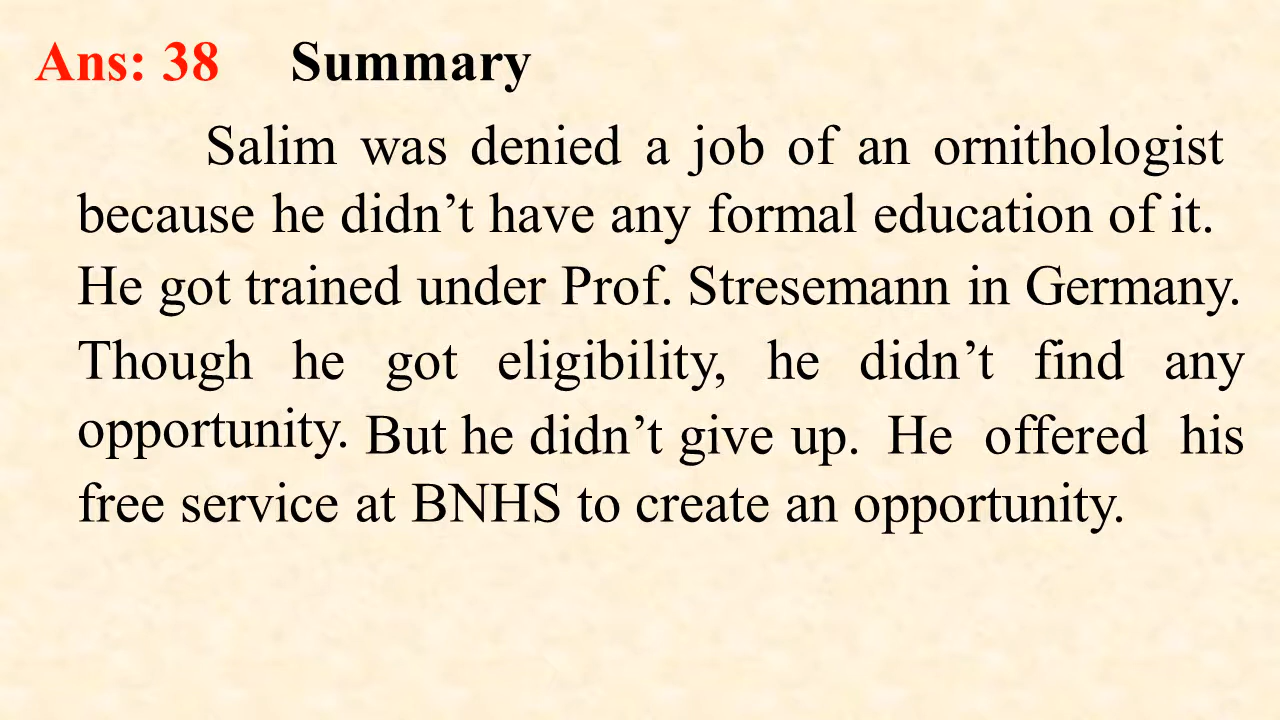 Ans: 38 Summary
Salim was denied a job of an ornithologist
because he didn’t have any formal education of it.
He got trained under Prof. Stresemann in Germany.
Though he got eligibility, he didn’t find any
opportunity. But he didn’t give up. He offered his
free service at BNHS to create an opportunity.